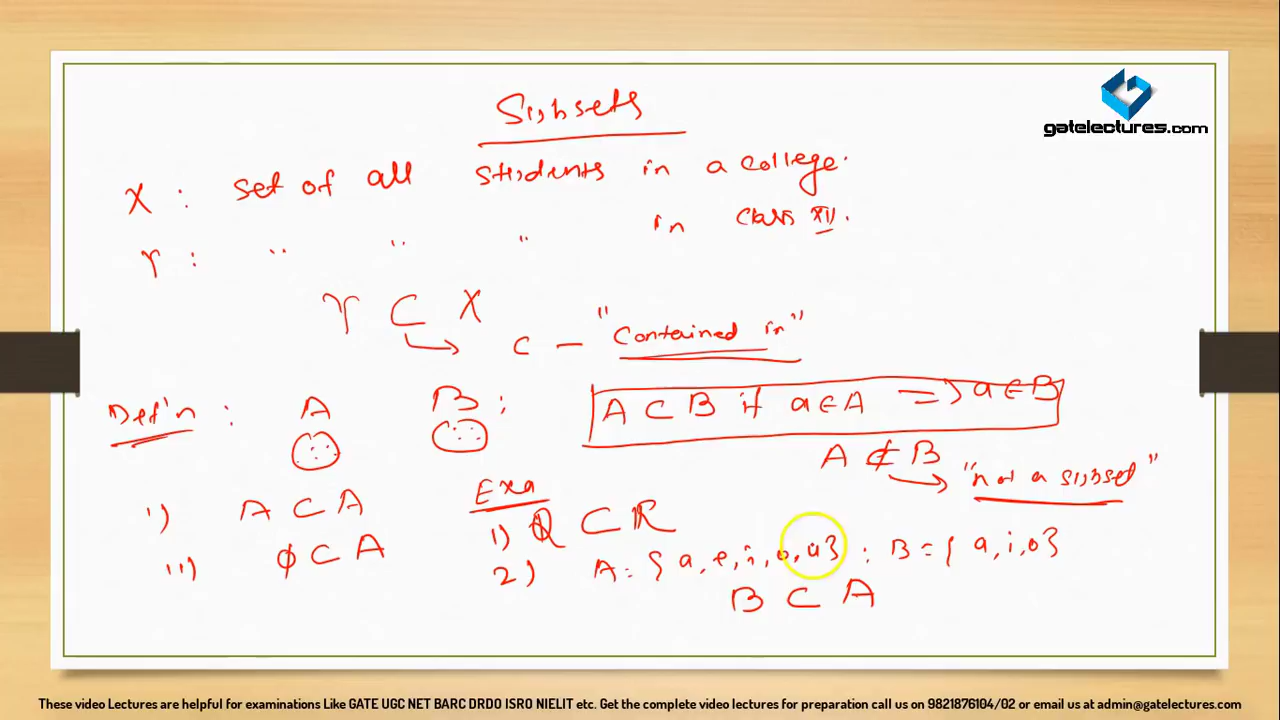 Subsets
gatelectures.com
X : set of all students in a college.
Y : " " " in class XII.
Y ⊂ X
⊂ – "Contained in"
Def'n : A B : A ⊂ B if a ∈ A => a ∈ B
A ⊄ B
"not a subset"
i) A ⊂ A
ii) ϕ ⊂ A
Exa
1) Q ⊂ R
2) A = { a, e, i, o, u} : B = { a, i, o}
B ⊂ A
These video Lectures are helpful for examinations Like GATE UGC NET BARC DRDO ISRO NIELIT etc. Get the complete video lectures for preparation call us on 9821876104/02 or email us at admin@gatelectures.com